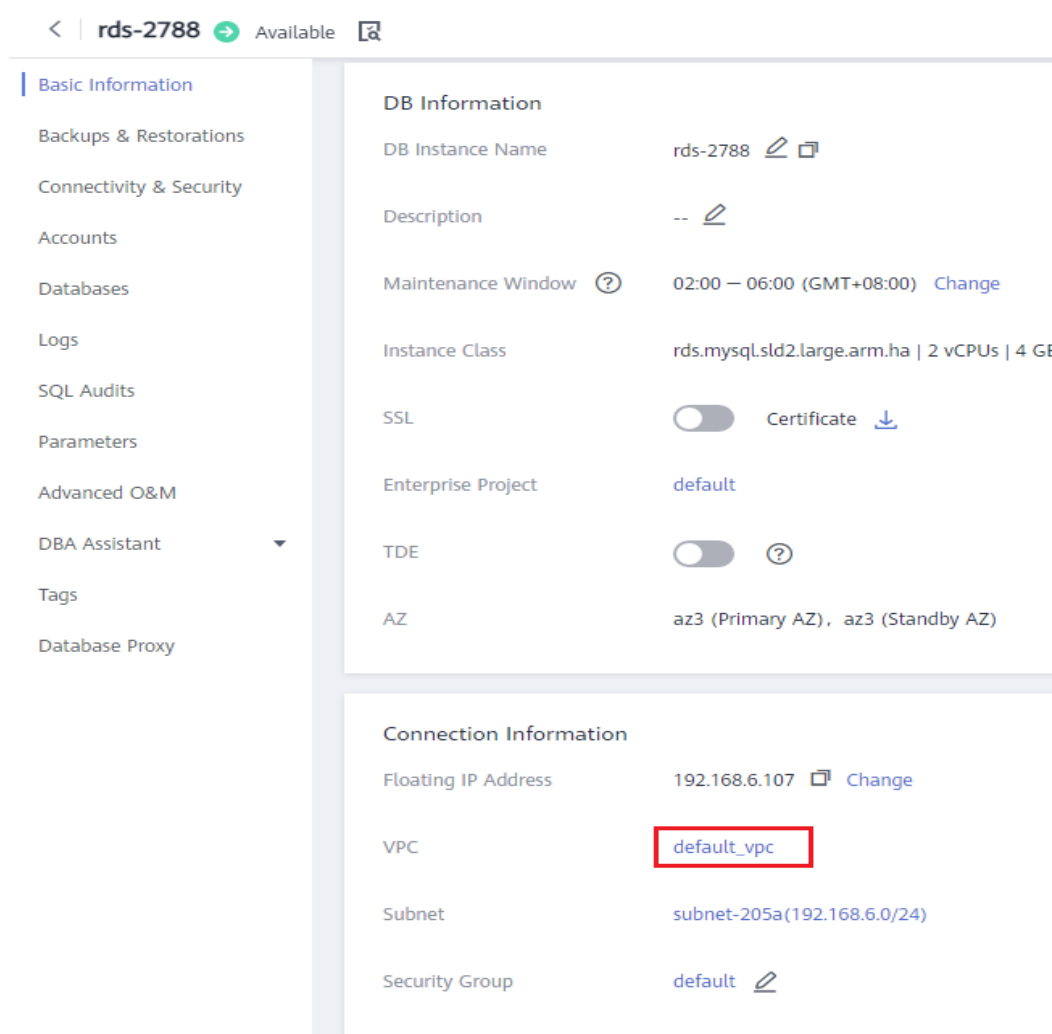 rds-2788 Available
Basic Information
Backups & Restorations
Connectivity & Security
Accounts
Databases
Logs
SQL Audits
Parameters
Advanced O&M
DBA Assistant
Tags
Database Proxy
DB Information
DB Instance Name rds-2788
Description --
Maintenance Window ? 02:00 — 06:00 (GMT+08:00) Change
Instance Class rds.mysql.sld2.large.arm.ha | 2 vCPUs | 4 GB
SSL Certificate
Enterprise Project default
TDE ?
AZ az3 (Primary AZ), az3 (Standby AZ)
Connection Information
Floating IP Address 192.168.6.107 Change
VPC default_vpc
Subnet subnet-205a(192.168.6.0/24)
Security Group default